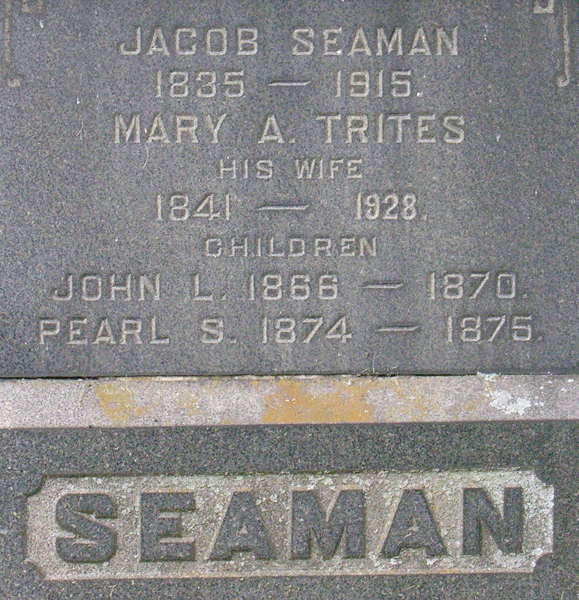 JACOB SEAMAN
1835 — 1915.
MARY A. TRITES
HIS WIFE
1841 — 1928.
CHILDREN
JOHN L. 1866 — 1870.
PEARL S. 1874 — 1875.
SEAMAN